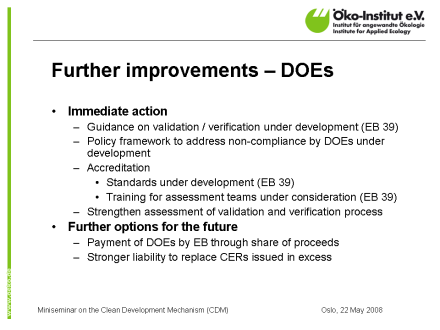 Öko-Institut e.V.
Institut für angewandte Ökologie
Institute for Applied Ecology
Further improvements – DOEs
• Immediate action
– Guidance on validation / verification under development (EB 39)
– Policy framework to address non-compliance by DOEs under
development
– Accreditation
• Standards under development (EB 39)
• Training for assessment teams under consideration (EB 39)
– Strengthen assessment of validation and verification process
• Further options for the future
– Payment of DOEs by EB through share of proceeds
– Stronger liability to replace CERs issued in excess
www.oeko.de
Miniseminar on the Clean Development Mechanism (CDM)
Oslo, 22 May 2008